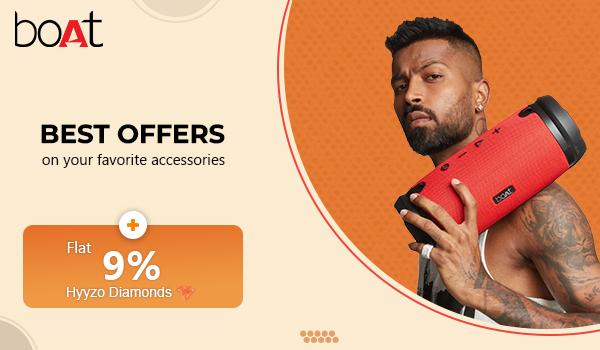 boAt
BEST OFFERS
on your favorite accessories
Flat
9%
Hyyzo Diamonds
boAt